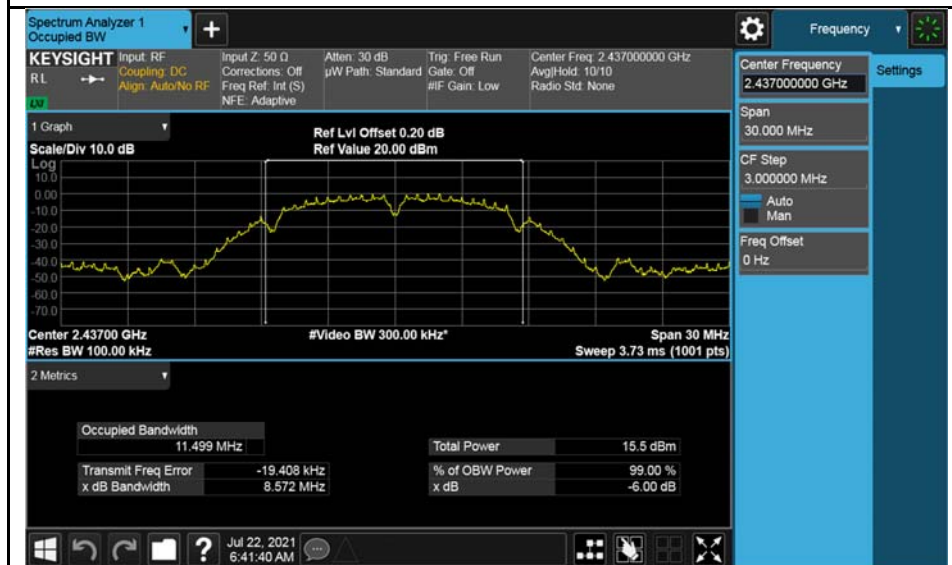 Spectrum Analyzer 1
Occupied BW
+
Frequency
KEYSIGHT
RL
LXI
Input: RF
Coupling: DC
Align: Auto/No RF
Input Z: 50 Ω
Corrections: Off
Freq Ref: Int (S)
NFE: Adaptive
Atten: 30 dB
µW Path: Standard
Trig: Free Run
Gate: Off
#IF Gain: Low
Center Freq: 2.437000000 GHz
Avg|Hold: 10/10
Radio Std: None
Center Frequency
2.437000000 GHz
Settings
Span
30.000 MHz
CF Step
3.000000 MHz
Auto
Man
Freq Offset
0 Hz
1 Graph
Scale/Div 10.0 dB
Ref Lvl Offset 0.20 dB
Ref Value 20.00 dBm
Log
10.0
0.00
-10.0
-20.0
-30.0
-40.0
-50.0
-60.0
-70.0
Center 2.43700 GHz
#Res BW 100.00 kHz
#Video BW 300.00 kHz*
Span 30 MHz
Sweep 3.73 ms (1001 pts)
2 Metrics
Occupied Bandwidth
11.499 MHz
Total Power 15.5 dBm
Transmit Freq Error -19.408 kHz
% of OBW Power 99.00 %
x dB Bandwidth 8.572 MHz
x dB -6.00 dB
?
Jul 22, 2021
6:41:40 AM